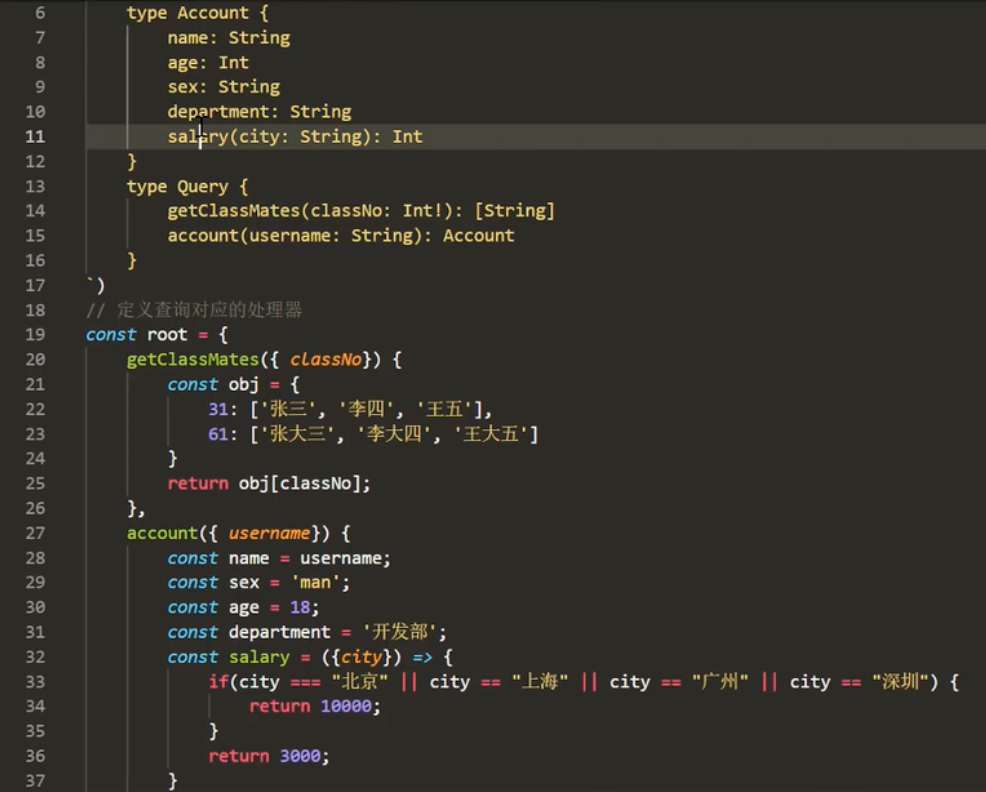 6 type Account {
7 name: String
8 age: Int
9 sex: String
10 department: String
11 salary(city: String): Int
12 }
13 type Query {
14 getClassMates(classNo: Int!): [String]
15 account(username: String): Account
16 }
17 `)
18 // 定义查询对应的处理器
19 const root = {
20 getClassMates({ classNo}) {
21 const obj = {
22 31: ['张三', '李四', '王五'],
23 61: ['张大三', '李大四', '王大五']
24 }
25 return obj[classNo];
26 },
27 account({ username}) {
28 const name = username;
29 const sex = 'man';
30 const age = 18;
31 const department = '开发部';
32 const salary = ({city}) => {
33 if(city === "北京" || city == "上海" || city == "广州" || city == "深圳") {
34 return 10000;
35 }
36 return 3000;
37 }